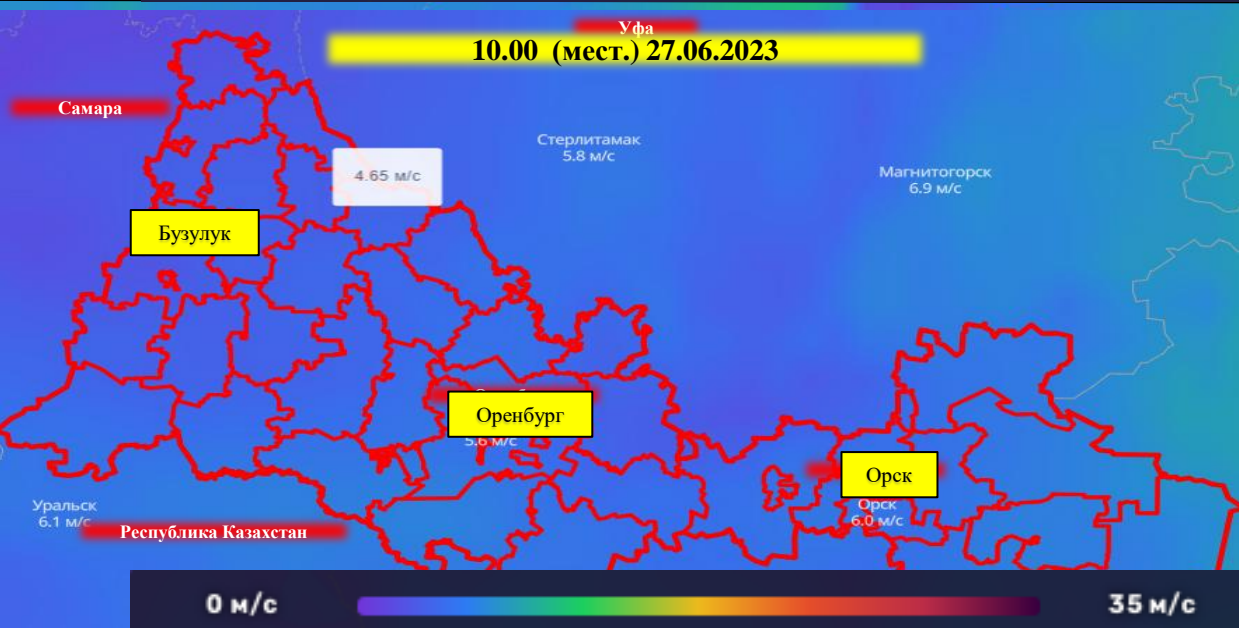 Уфа
10.00 (мест.) 27.06.2023
Самара
Стерлитамак
5.8 м/с
4.65 м/с
Магнитогорск
6.9 м/с
Бузулук
Оренбург
5.6 м/с
Орск
Орск
6.0 м/с
Уральск
6.1 м/с
Республика Казахстан
0 м/с
35 м/с